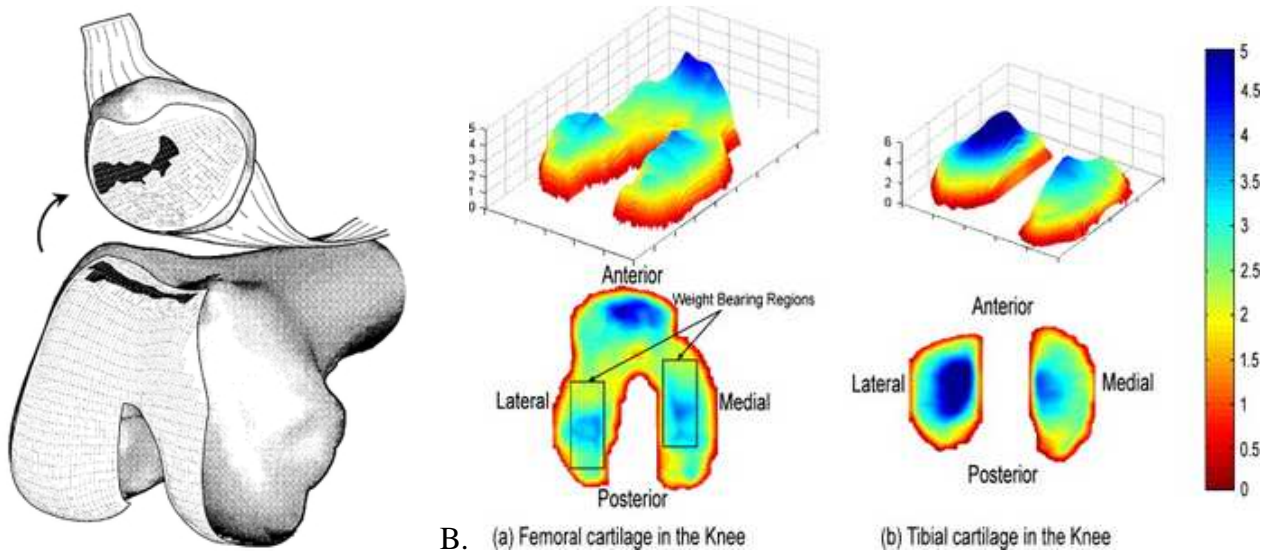 5
4
3
2
1
0
6
4
2
0
5
4.5
4
3.5
3
2.5
2
1.5
1
0.5
0
Anterior
Weight Bearing Regions
Lateral
Medial
Posterior
Anterior
Lateral
Medial
Posterior
B.
(a) Femoral cartilage in the Knee
(b) Tibial cartilage in the Knee